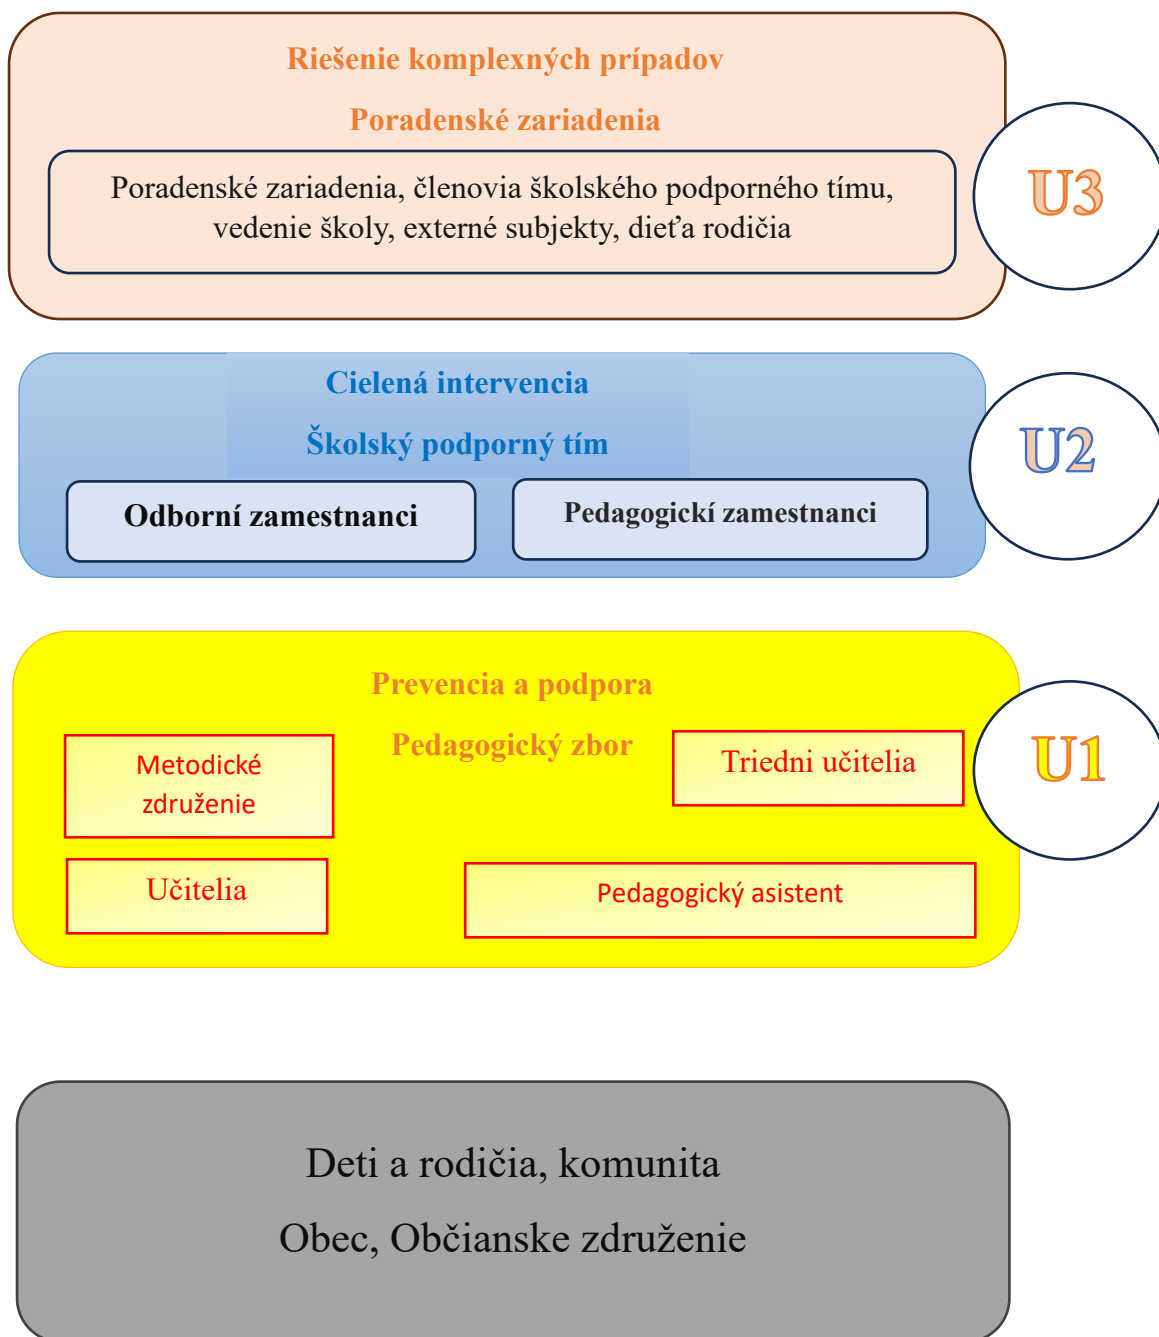 Riešenie komplexných prípadov
Poradenské zariadenia
Poradenské zariadenia, členovia školského podporného tímu,
vedenie školy, externé subjekty, dieťa rodičia
U3
Cielená intervencia
Školský podporný tím
Odborní zamestnanci
Pedagogickí zamestnanci
U2
Prevencia a podpora
Pedagogický zbor
Metodické
združenie
Triedni učitelia
Učitelia
Pedagogický asistent
U1
Deti a rodičia, komunita
Obec, Občianske združenie